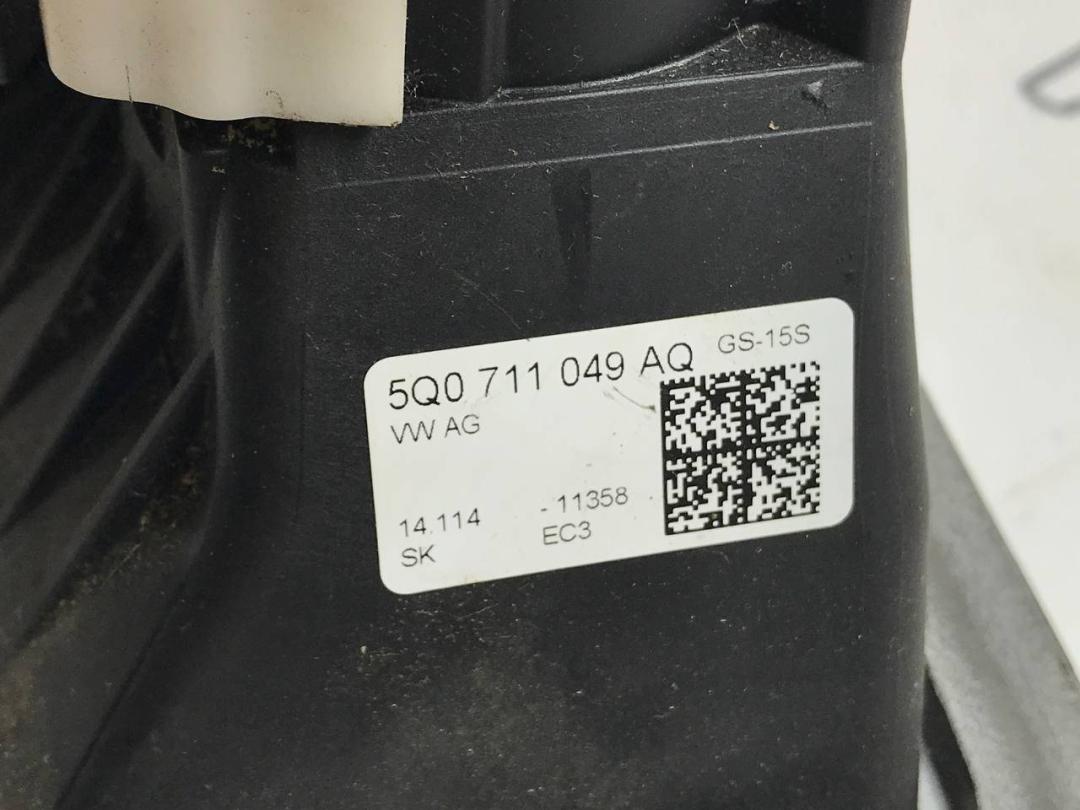 5Q0 711 049 AQ GS-15S
VW AG
14.114 - 11358
SK EC3